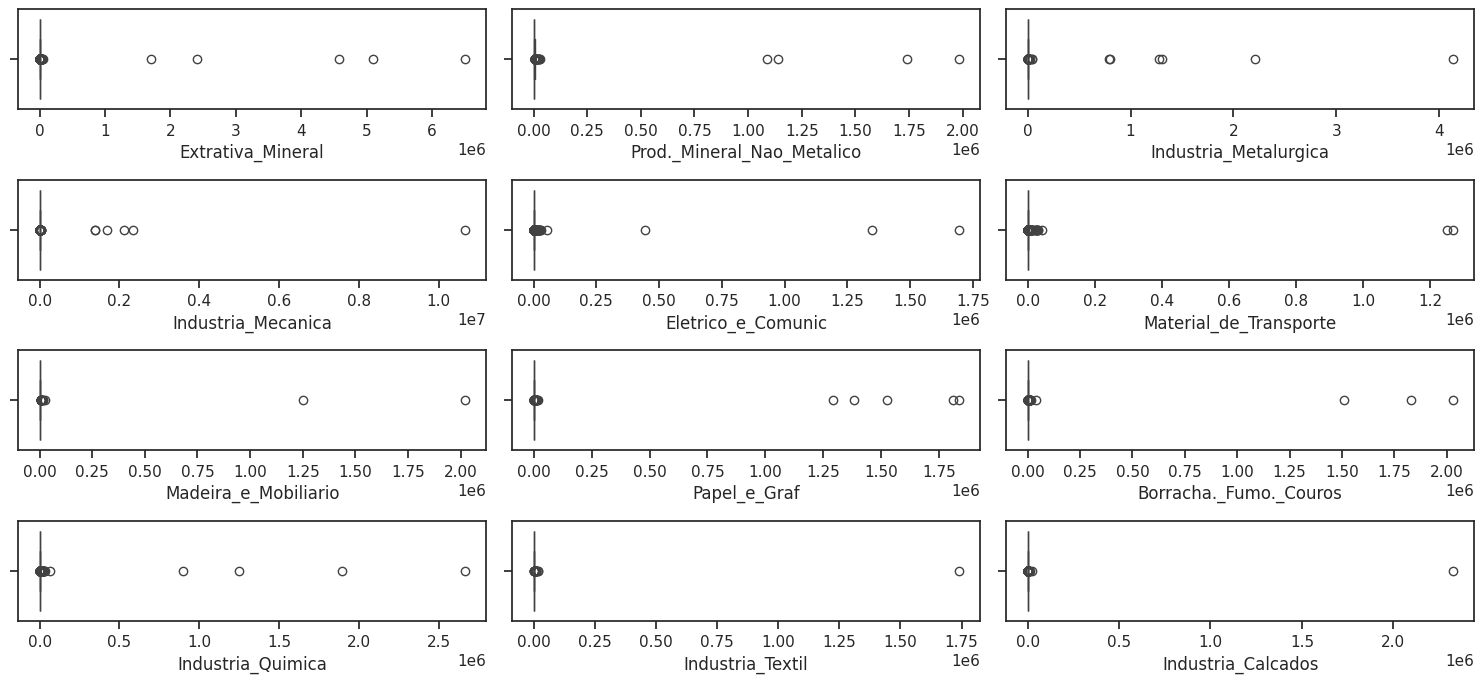 0 1 2 3 4 5 6
1e6
Extrativa_Mineral
0.00 0.25 0.50 0.75 1.00 1.25 1.50 1.75 2.00
1e6
Prod._Mineral_Nao_Metalico
0 1 2 3 4
1e6
Industria_Metalurgica
0.0 0.2 0.4 0.6 0.8 1.0
1e7
Industria_Mecanica
0.00 0.25 0.50 0.75 1.00 1.25 1.50 1.75
1e6
Eletrico_e_Comunic
0.0 0.2 0.4 0.6 0.8 1.0 1.2
1e6
Material_de_Transporte
0.00 0.25 0.50 0.75 1.00 1.25 1.50 1.75 2.00
1e6
Madeira_e_Mobiliario
0.00 0.25 0.50 0.75 1.00 1.25 1.50 1.75
1e6
Papel_e_Graf
0.00 0.25 0.50 0.75 1.00 1.25 1.50 1.75 2.00
1e6
Borracha._Fumo._Couros
0.0 0.5 1.0 1.5 2.0 2.5
1e6
Industria_Quimica
0.00 0.25 0.50 0.75 1.00 1.25 1.50 1.75
1e6
Industria_Textil
0.0 0.5 1.0 1.5 2.0
1e6
Industria_Calcados